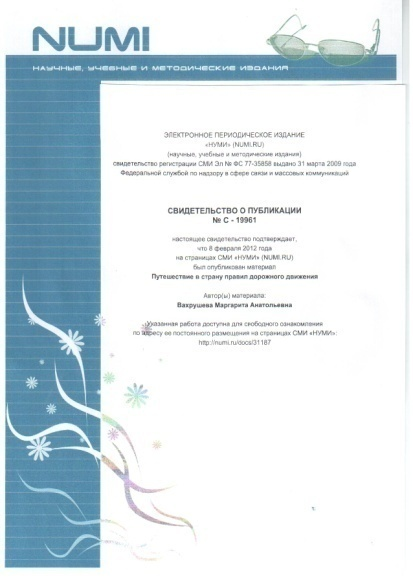 NUMI
НАУЧНЫЕ, УЧЕБНЫЕ И МЕТОДИЧЕСКИЕ ИЗДАНИЯ
ЭЛЕКТРОННОЕ ПЕРИОДИЧЕСКОЕ ИЗДАНИЕ
«НУМИ» (NUMI.RU)
(научные, учебные и методические издания)
свидетельство регистрации СМИ Эл № ФС 77-35858 выдано 31 марта 2009 года
Федеральной службой по надзору в сфере связи и массовых коммуникаций
СВИДЕТЕЛЬСТВО О ПУБЛИКАЦИИ
№ С - 19961
настоящее свидетельство подтверждает,
что 8 февраля 2012 года
на страницах СМИ «НУМИ» (NUMI.RU)
был опубликован материал
Путешествие в страну правил дорожного движения
Автор(ы) материала:
Вахрушева Маргарита Анатольевна
Указанная работа доступна для свободного ознакомления
по адресу ее постоянного размещения на страницах СМИ «НУМИ»:
http://numi.ru/docs/31187